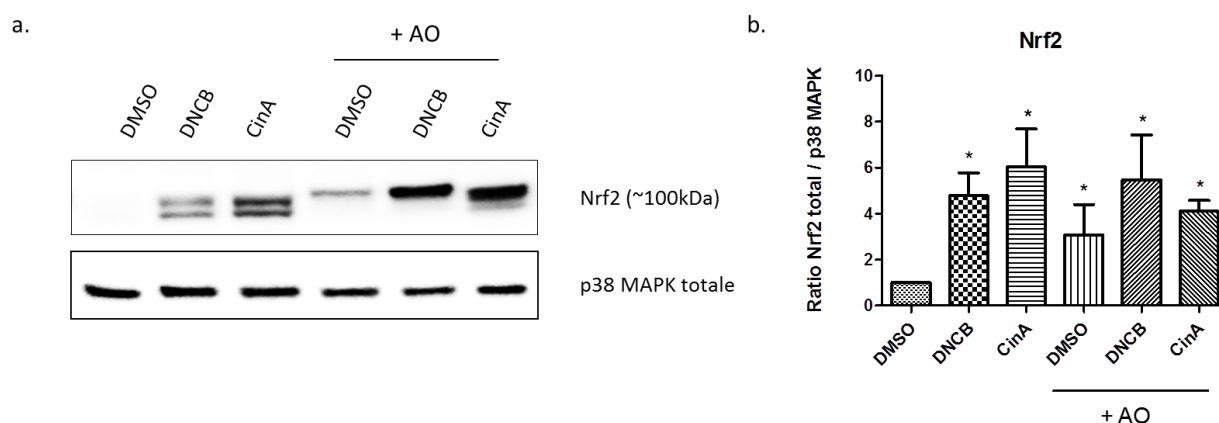 a.
+ AO
DMSO
DNCB
CinA
DMSO
DNCB
CinA
Nrf2 (~100kDa)
p38 MAPK totale
b.
Nrf2
Ratio Nrf2 total / p38 MAPK
10
8
6
4
2
0
*
*
*
*
*
DMSO
DNCB
CinA
DMSO
DNCB
CinA
+ AO